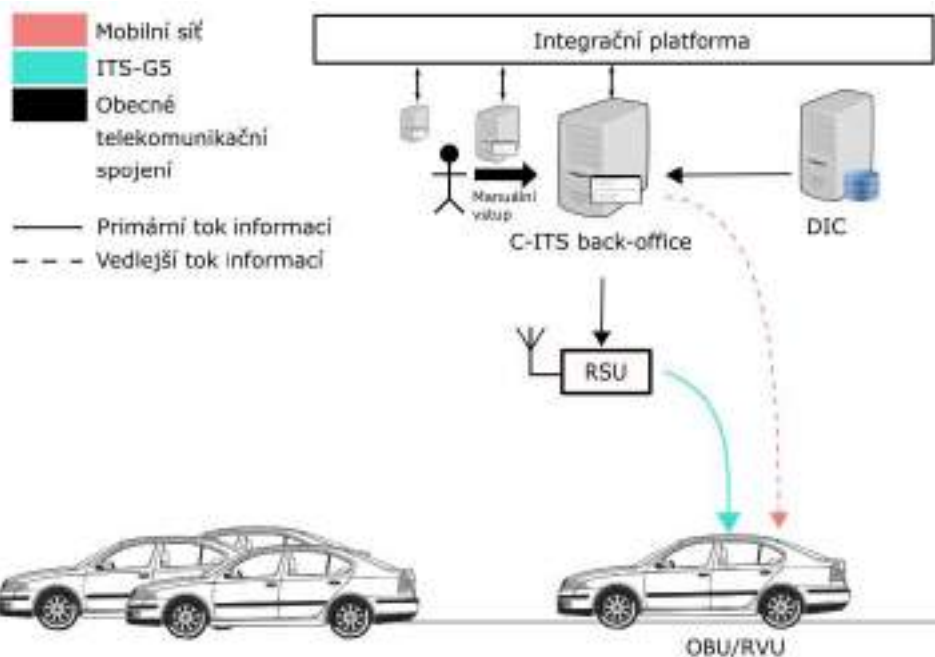 Mobilní síť
ITS-G5
Obecné
telekomunikační
spojení
Primární tok informací
Vedlejší tok informací
Integrační platforma
Manuální
vstup
C-ITS back-office
DIC
RSU
OBU/RVU